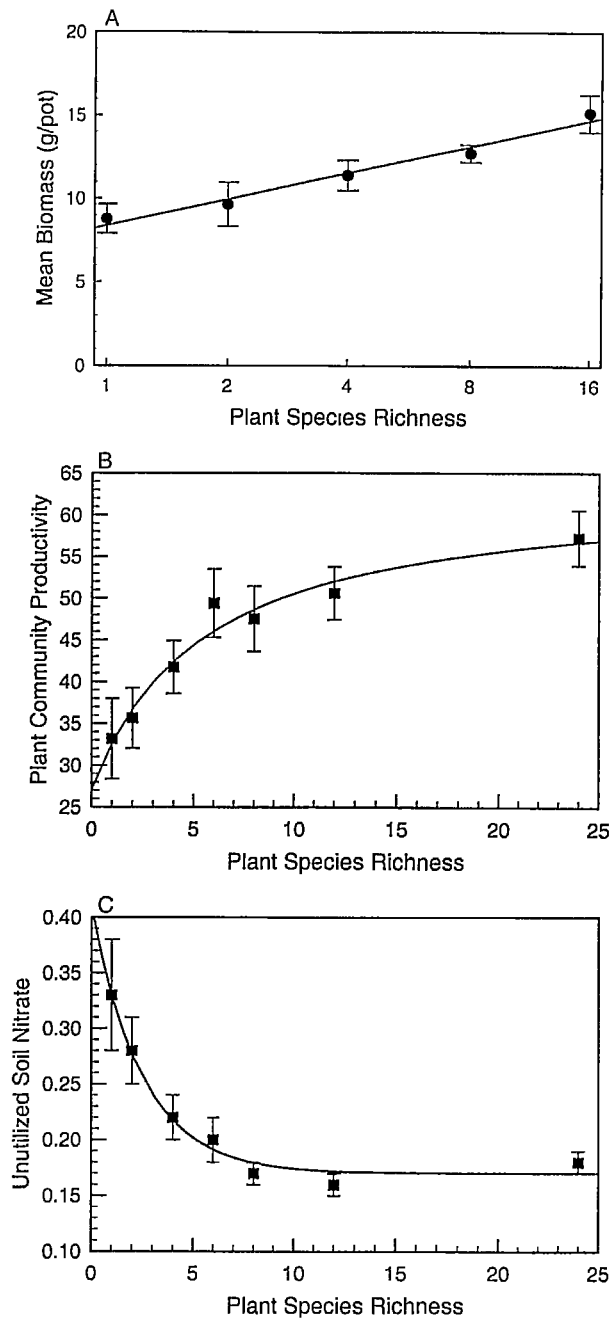 A
20
15
10
5
0
Mean Biomass (g/pot)
1 2 4 8 16
Plant Species Richness
B
65
60
55
50
45
40
35
30
25
Plant Community Productivity
0 5 10 15 20 25
Plant Species Richness
C
0.40
0.35
0.30
0.25
0.20
0.15
0.10
Unutilized Soil Nitrate
0 5 10 15 20 25
Plant Species Richness